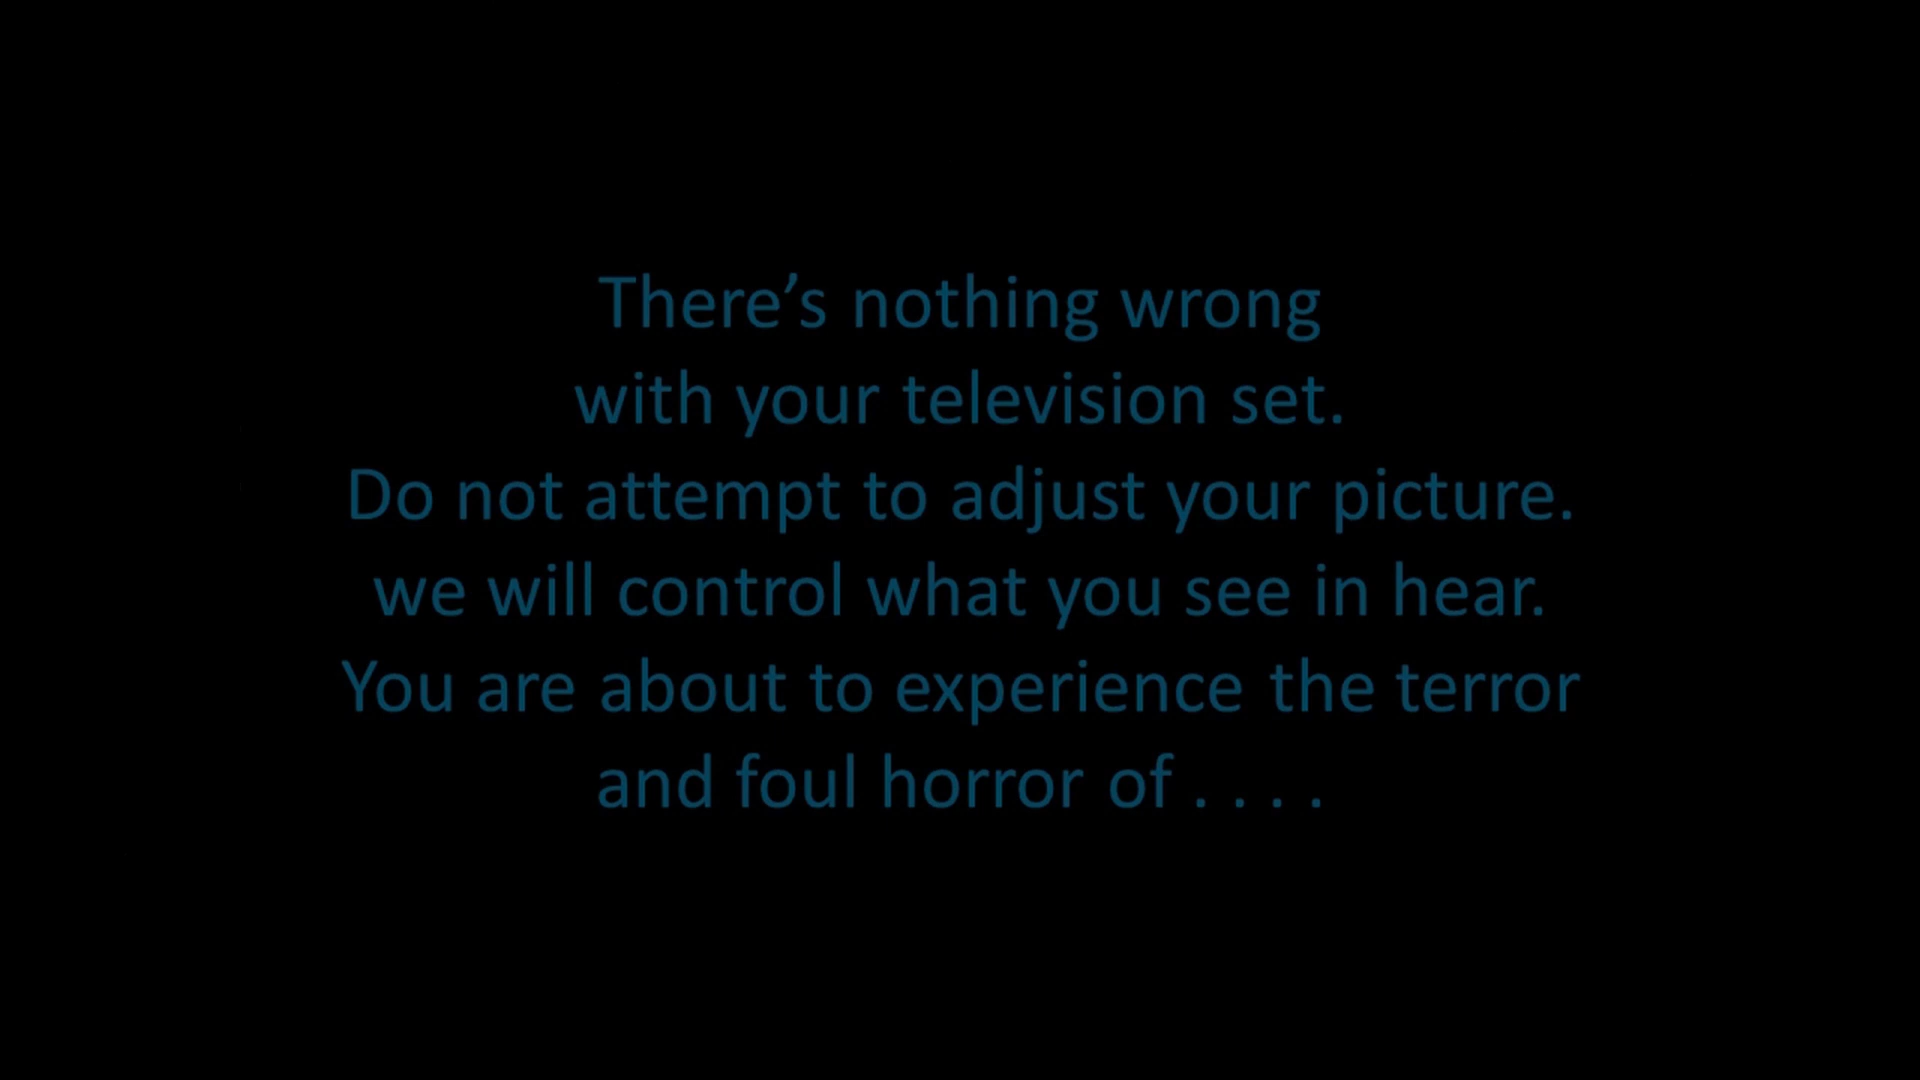 There’s nothing wrong
with your television set.
Do not attempt to adjust your picture.
we will control what you see in hear.
You are about to experience the terror
and foul horror of . . . .